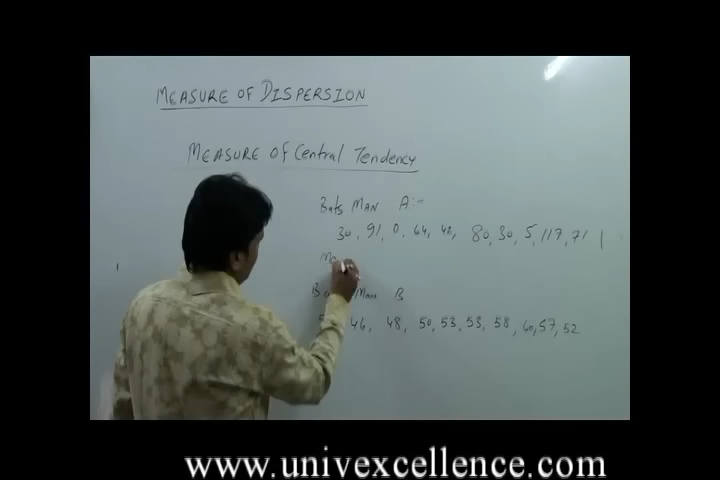 MEASURE OF DISPERSION
MEASURE OF Central Tendency
Bats MAN A:-
30, 91, 0, 64, 42, 80, 30, 5, 117, 71
Man B
46, 48, 50, 53, 53, 58, 60, 57, 52
www.univexcellence.com